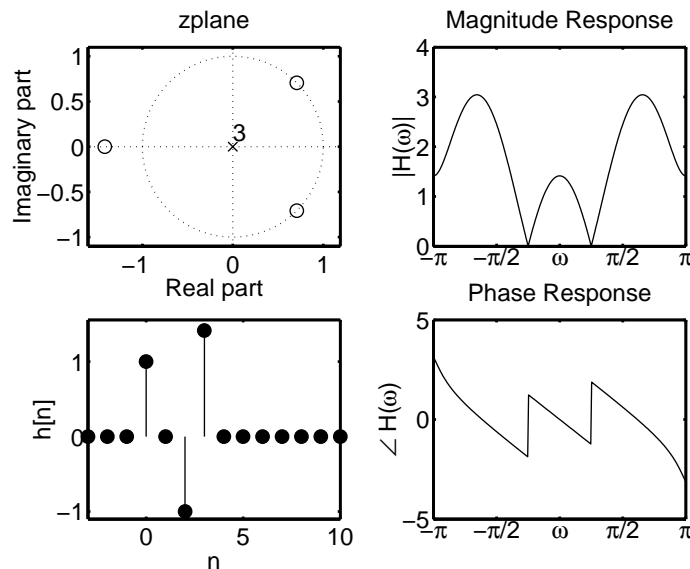 zplane
Imaginary part
1
0.5
0
−0.5
−1
3
−1 0 1
Real part
Magnitude Response
|H(ω)|
4
3
2
1
0
−π −π/2 ω π/2 π
h[n]
1
0
−1
0 5 10
n
Phase Response
∠ H(ω)
5
0
−5
−π −π/2 ω π/2 π